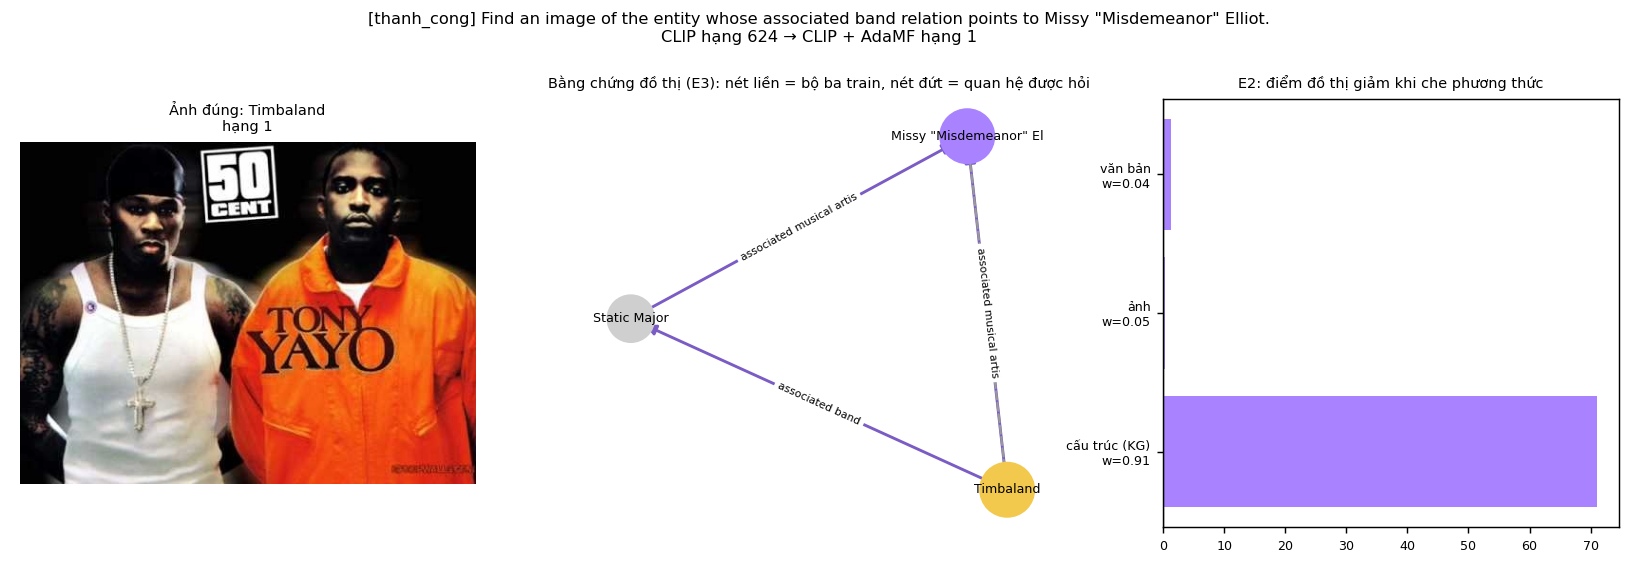 [thanh_cong] Find an image of the entity whose associated band relation points to Missy "Misdemeanor" Elliot.
CLIP hạng 624 → CLIP + AdaMF hạng 1
Ảnh đúng: Timbaland
hạng 1
50
CENT
TONY
YAYO
Bằng chứng đồ thị (E3): nét liền = bộ ba train, nét đứt = quan hệ được hỏi
Missy "Misdemeanor" El
associated musical artis
associated musical artis
Static Major
associated band
Timbaland
E2: điểm đồ thị giảm khi che phương thức
văn bản
w=0.04
ảnh
w=0.05
cấu trúc (KG)
w=0.91
0 10 20 30 40 50 60 70